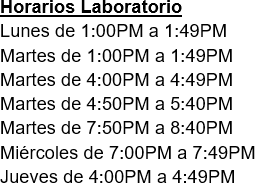 Horarios Laboratorio
Lunes de 1:00PM a 1:49PM
Martes de 1:00PM a 1:49PM
Martes de 4:00PM a 4:49PM
Martes de 4:50PM a 5:40PM
Martes de 7:50PM a 8:40PM
Miércoles de 7:00PM a 7:49PM
Jueves de 4:00PM a 4:49PM